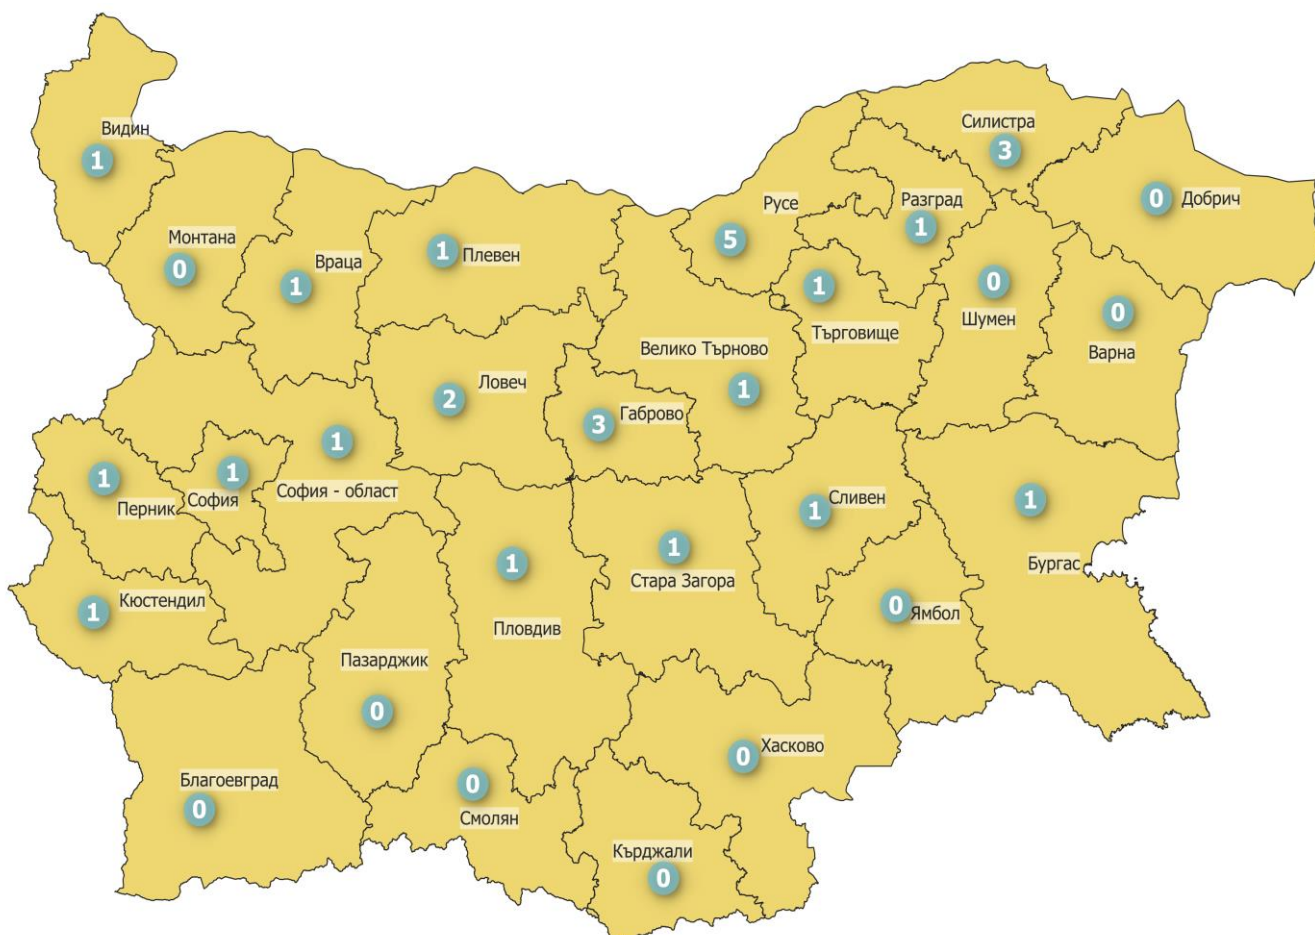 Видин
1
Монтана
0
Враца
1
1
Плевен
Русе
5
Силистра
3
Разград
1
0
Добрич
1
Търговище
0
Шумен
0
Варна
Велико Търново
1
Ловеч
2
Габрово
3
1
София - област
1
София
1
Перник
Кюстендил
1
1
Пловдив
1
Стара Загора
Сливен
1
1
Бургас
0
Ямбол
Пазарджик
0
Благоевград
0
0
Смолян
Хасково
0
Кърджали
0